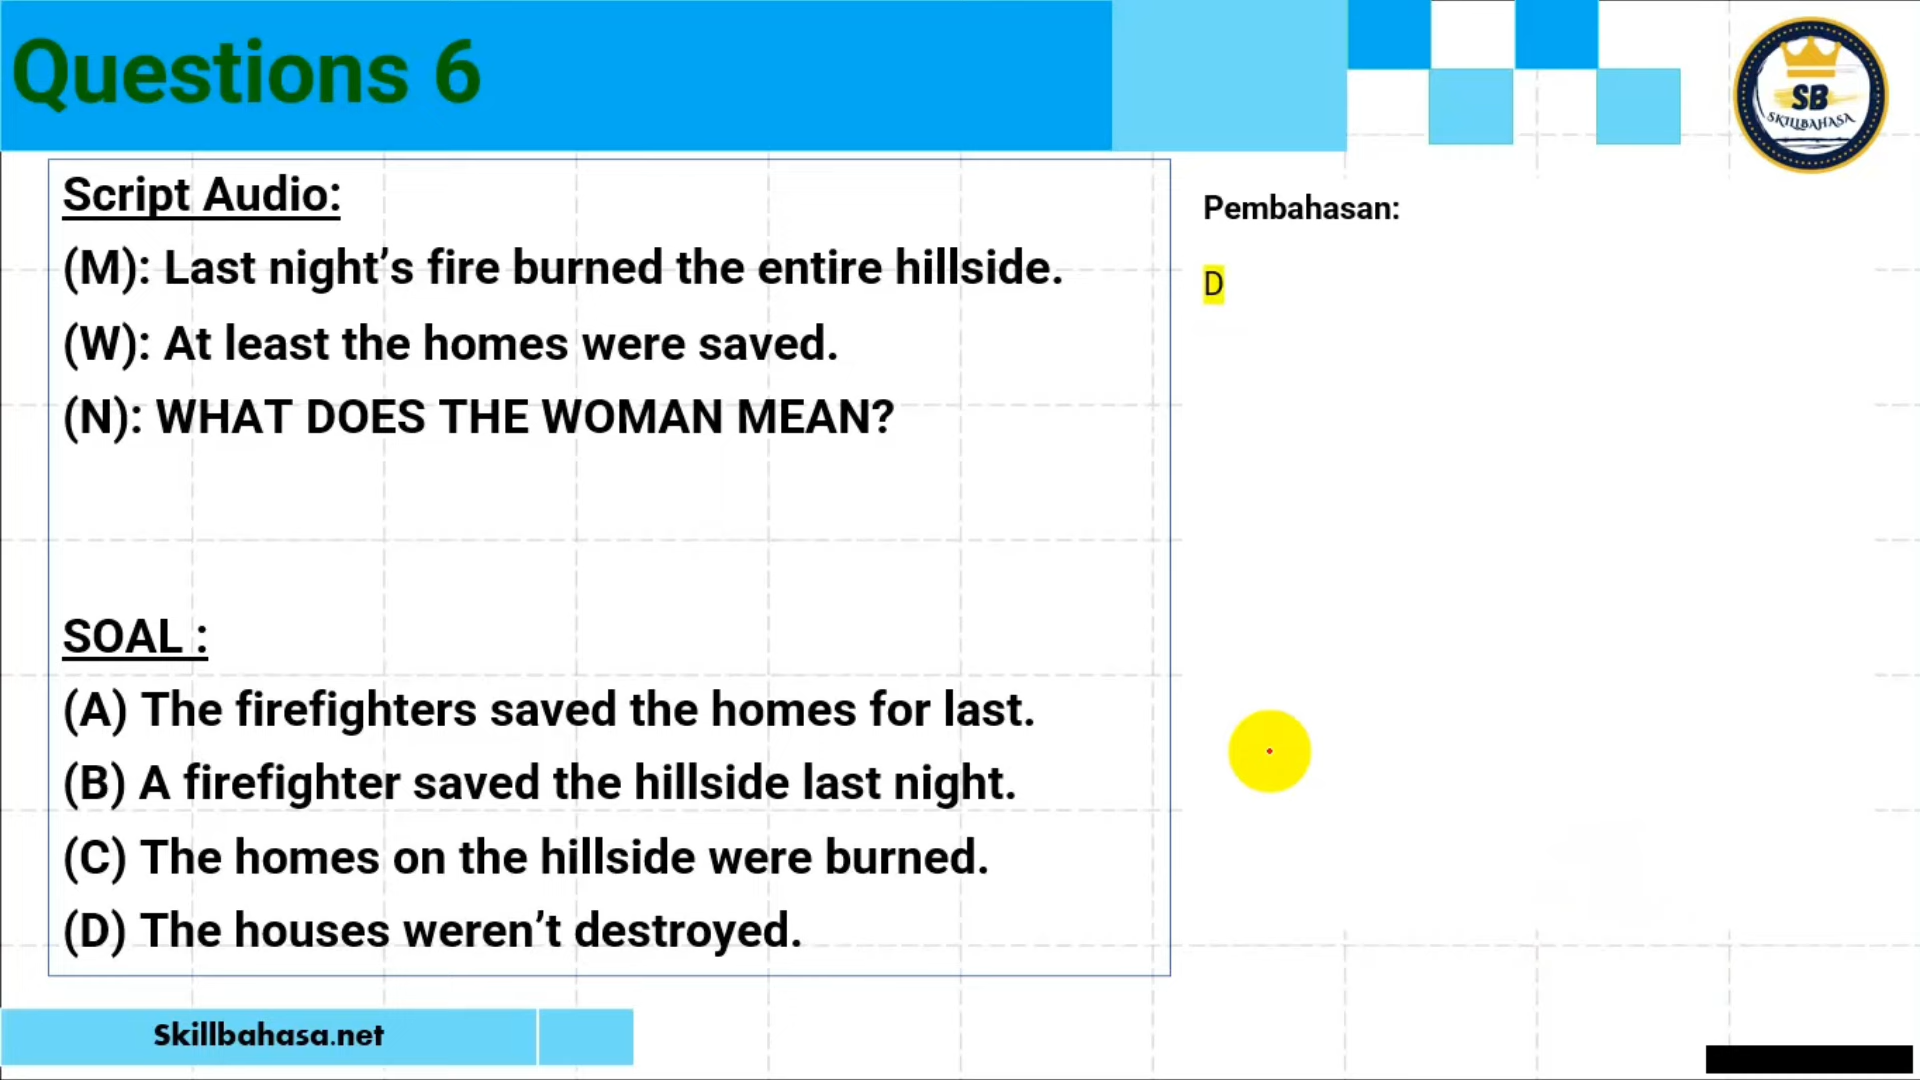 Questions 6
SB
SKILLBAHASA
Script Audio:
(M): Last night’s fire burned the entire hillside.
(W): At least the homes were saved.
(N): WHAT DOES THE WOMAN MEAN?
SOAL :
(A) The firefighters saved the homes for last.
(B) A firefighter saved the hillside last night.
(C) The homes on the hillside were burned.
(D) The houses weren’t destroyed.
Pembahasan:
D
Skillbahasa.net